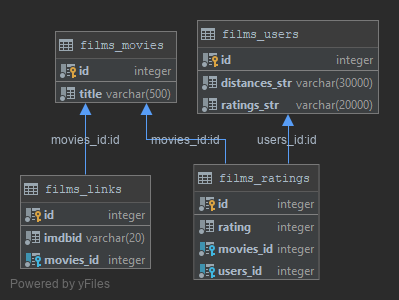 films_movies
id integer
title varchar(500)
films_users
id integer
distances_str varchar(30000)
ratings_str varchar(20000)
movies_id:id
movies_id:id
users_id:id
films_links
id integer
imdbid varchar(20)
movies_id integer
films_ratings
id integer
rating integer
movies_id integer
users_id integer
Powered by yFiles